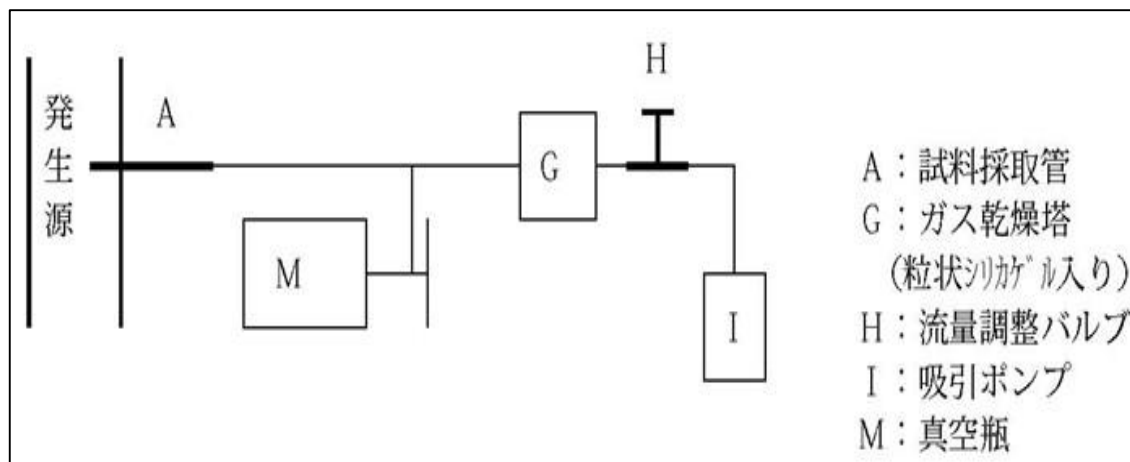 発生源
A
H
G
M
I
A：試料採取管
G：ガス乾燥塔
(粒状ｼﾘｶｹﾞﾙ入り)
H：流量調整バルブ
I：吸引ポンプ
M：真空瓶